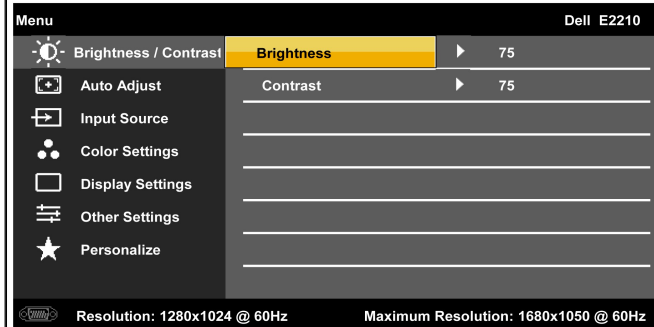 Menu Dell E2210
Brightness / Contrast Brightness 75
Auto Adjust Contrast 75
Input Source
Color Settings
Display Settings
Other Settings
Personalize
Resolution: 1280x1024 @ 60Hz Maximum Resolution: 1680x1050 @ 60Hz